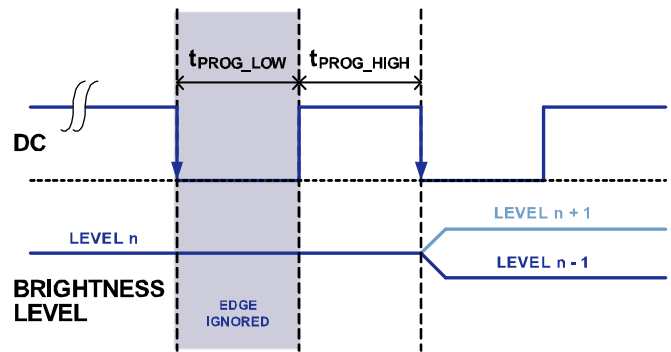 tPROG_LOW
tPROG_HIGH
DC
LEVEL n + 1
LEVEL n
LEVEL n - 1
BRIGHTNESS
LEVEL
EDGE
IGNORED